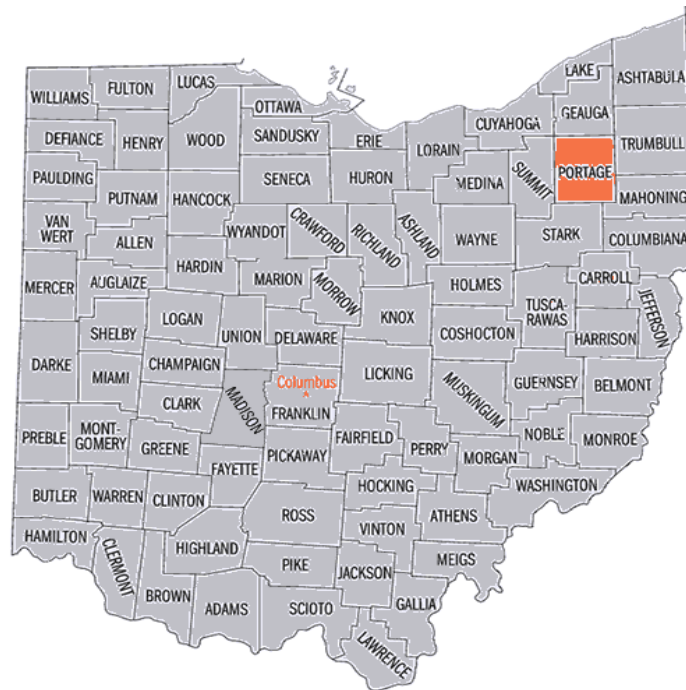 LAKE
ASHTABULA
LUCAS
FULTON
WILLIAMS
OTTAWA
GEAUGA
CUYAHOGA
DEFIANCE
HENRY
WOOD
SANDUSKY
ERIE
LORAIN
TRUMBULL
PORTAGE
SUMMIT
MEDINA
HURON
SENECA
PAULDING
PUTNAM
HANCOCK
MAHONING
VAN
WERT
ALLEN
WYANDOT
CRAWFORD
RICHLAND
ASHLAND
WAYNE
STARK
COLUMBIANA
HARDIN
MARION
MORROW
HOLMES
CARROLL
JEFFERSON
MERCER
AUGLAIZE
LOGAN
UNION
KNOX
TUSCA-
RAWAS
SHELBY
DELAWARE
COSHOCTON
HARRISON
DARKE
MIAMI
CHAMPAIGN
LICKING
MUSKINGUM
GUERNSEY
BELMONT
Columbus
FRANKLIN
CLARK
MADISON
PREBLE
MONT-
GOMERY
GREENE
FAIRFIELD
PERRY
NOBLE
MONROE
PICKAWAY
MORGAN
FAYETTE
HOCKING
WASHINGTON
BUTLER
WARREN
CLINTON
ROSS
ATHENS
VINTON
HAMILTON
CLERMONT
HIGHLAND
PIKE
JACKSON
MEIGS
BROWN
ADAMS
SCIOTO
GALLIA
LAWRENCE